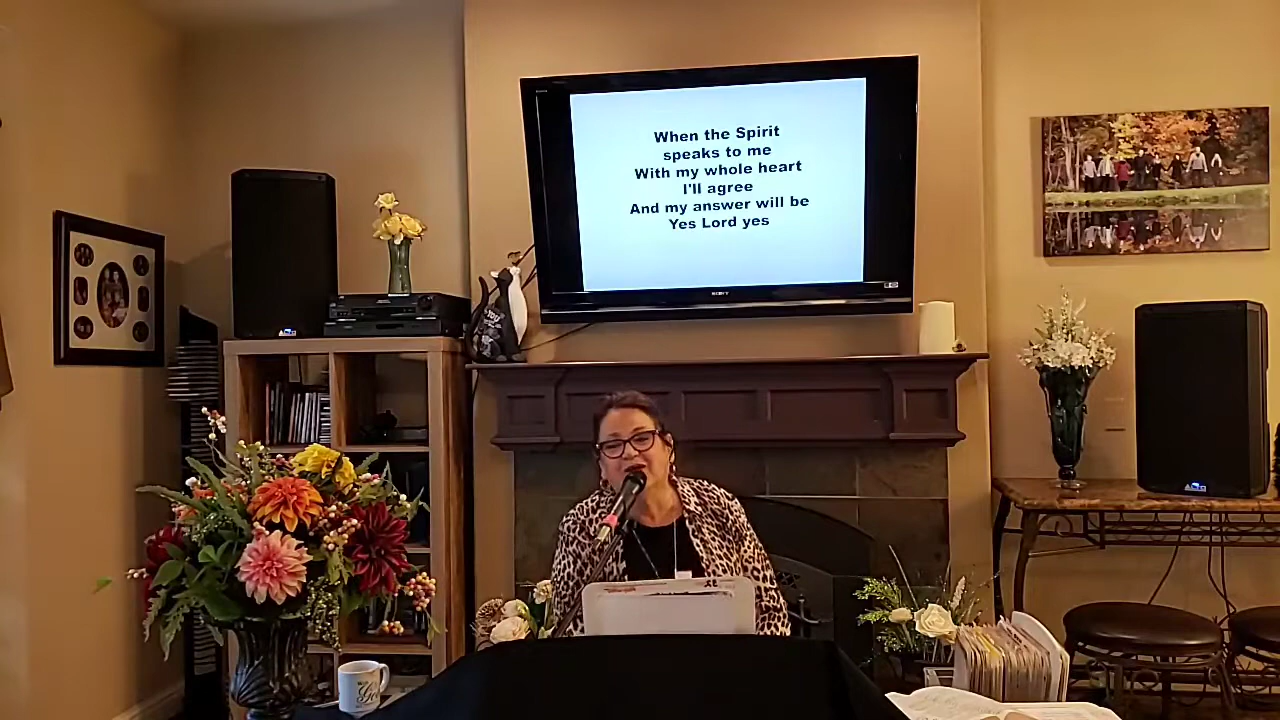 When the Spirit
speaks to me
With my whole heart
I'll agree
And my answer will be
Yes Lord yes
SONY